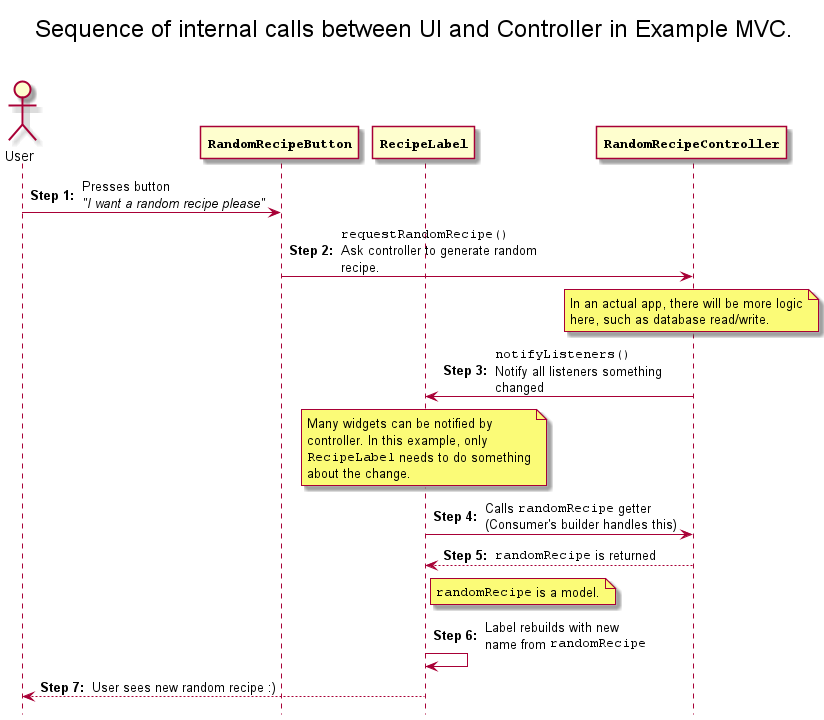 Sequence of internal calls between UI and Controller in Example MVC.
User
RandomRecipeButton
RecipeLabel
RandomRecipeController
Step 1: Presses button
"I want a random recipe please"
requestRandomRecipe()
Step 2: Ask controller to generate random
recipe.
In an actual app, there will be more logic
here, such as database read/write.
notifyListeners()
Step 3: Notify all listeners something
changed
Many widgets can be notified by
controller. In this example, only
RecipeLabel needs to do something
about the change.
Step 4: Calls randomRecipe getter
(Consumer's builder handles this)
Step 5: randomRecipe is returned
randomRecipe is a model.
Step 6: Label rebuilds with new
name from randomRecipe
Step 7: User sees new random recipe :)